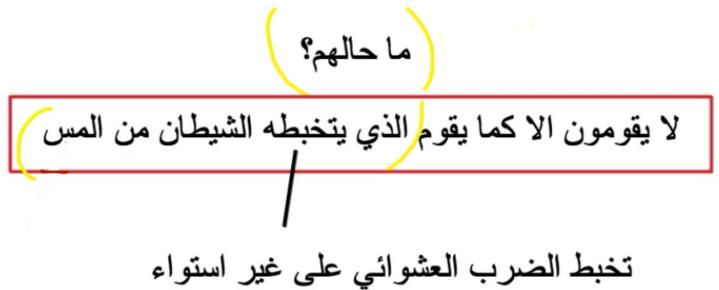 ما حالهم؟
لا يقومون الا كما يقوم الذي يتخبطه الشيطان من المس
تخبط الضرب العشوائي على غير استواء